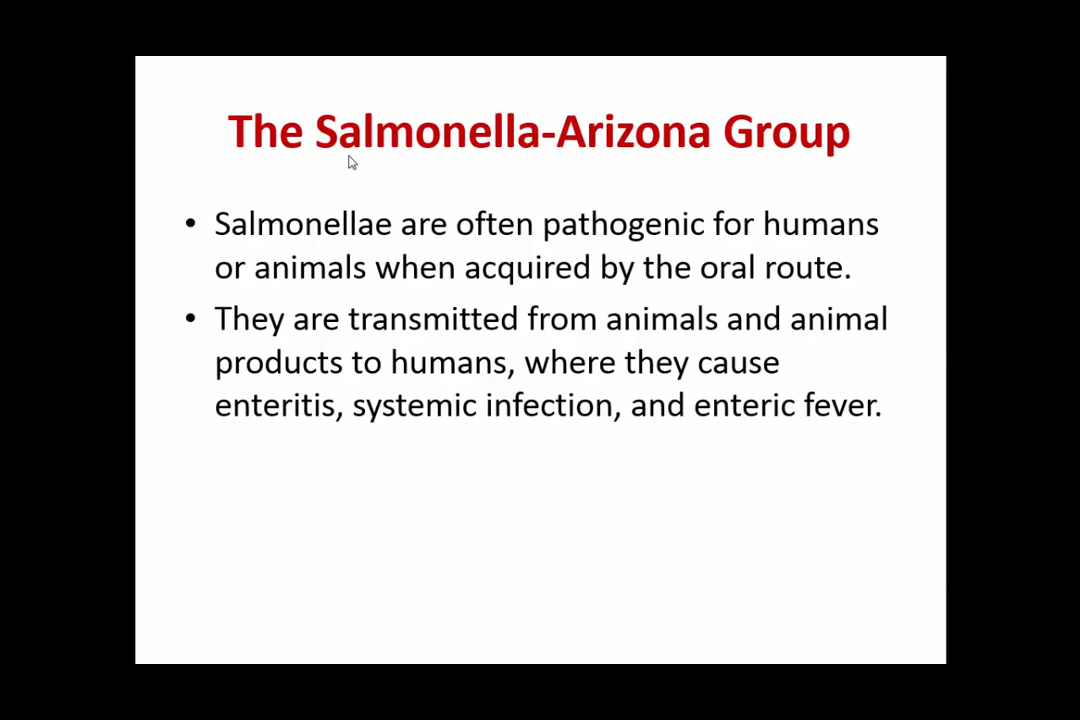 The Salmonella-Arizona Group
• Salmonellae are often pathogenic for humans
or animals when acquired by the oral route.
• They are transmitted from animals and animal
products to humans, where they cause
enteritis, systemic infection, and enteric fever.